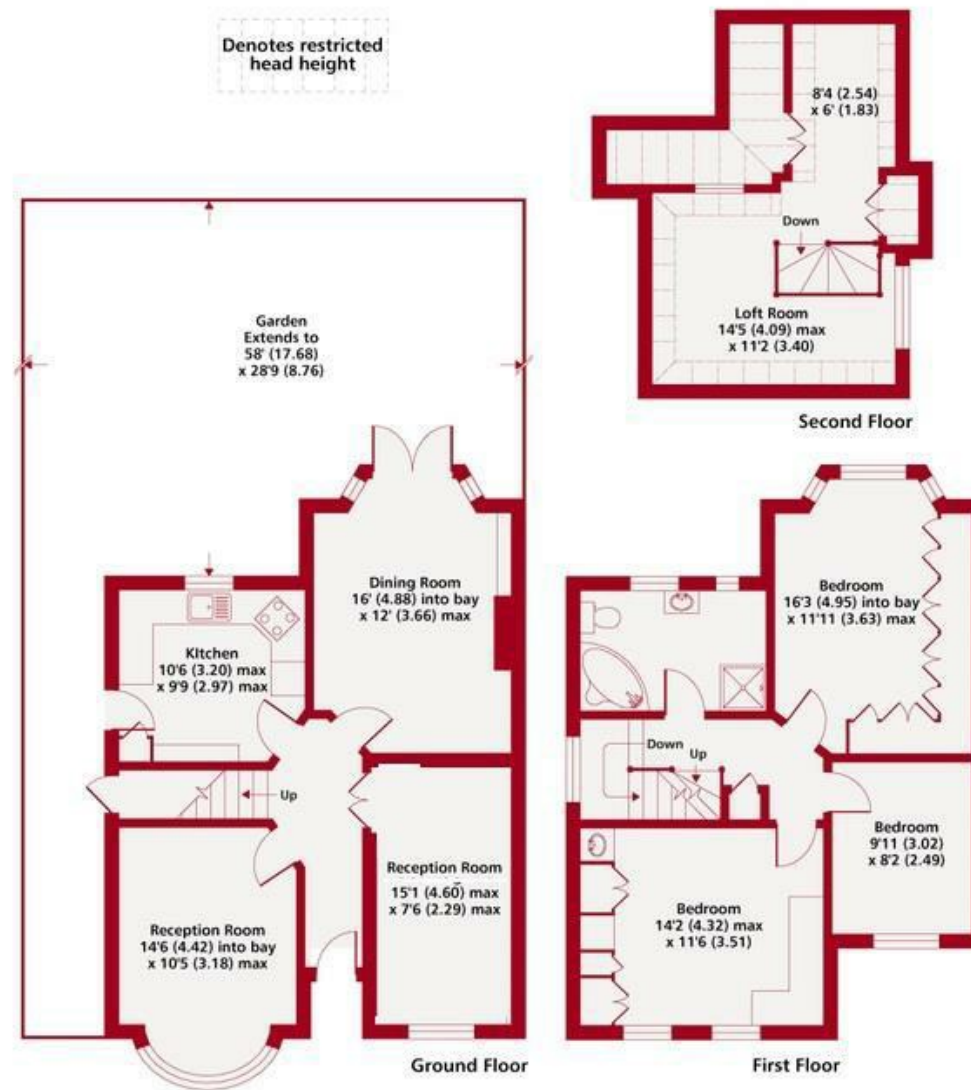 Denotes restricted
head height
8'4 (2.54)
x 6' (1.83)
Down
Loft Room
14'5 (4.09) max
x 11'2 (3.40)
Second Floor
Garden
Extends to
58' (17.68)
x 28'9 (8.76)
Dining Room
16' (4.88) into bay
x 12' (3.66) max
KItchen
10'6 (3.20) max
x 9'9 (2.97) max
Up
Reception Room
15'1 (4.60) max
x 7'6 (2.29) max
Reception Room
14'6 (4.42) into bay
x 10'5 (3.18) max
Ground Floor
Bedroom
16'3 (4.95) into bay
x 11'11 (3.63) max
Down
Up
Bedroom
9'11 (3.02)
x 8'2 (2.49)
Bedroom
14'2 (4.32) max
x 11'6 (3.51)
First Floor